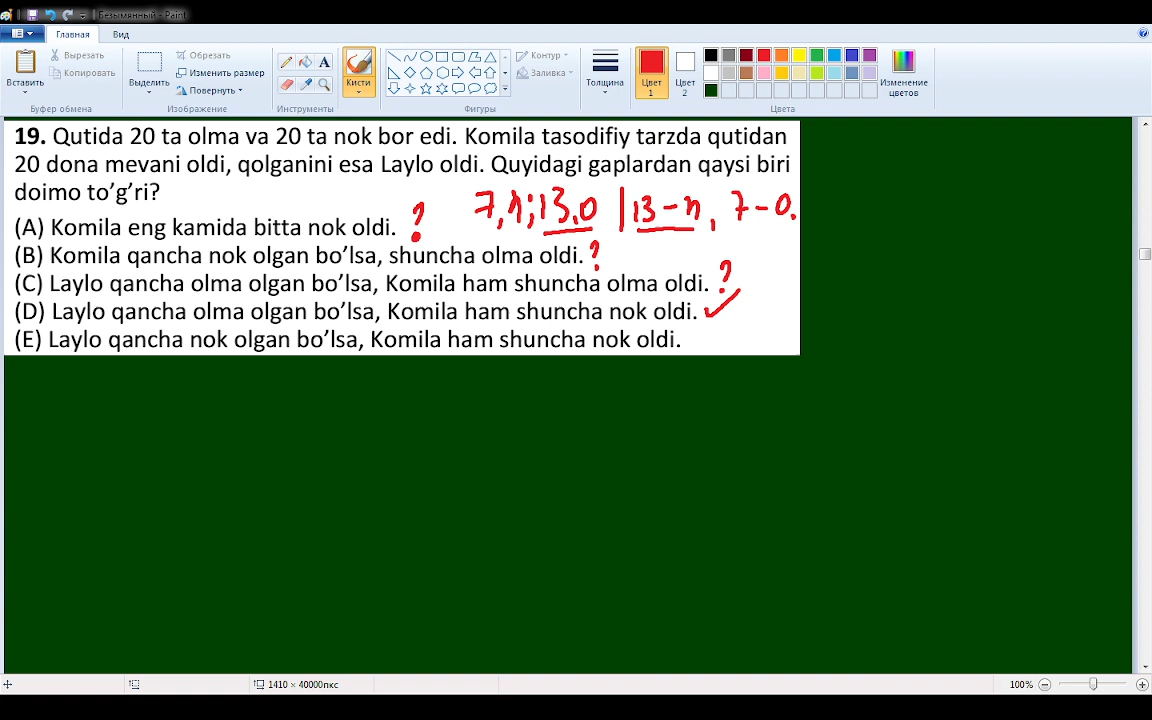 Безымянный - Paint
Главная Вид
Вставить
Вырезать
Копировать
Буфер обмена
Выделить
Обрезать
Изменить размер
Повернуть
Изображение
A
Инструменты
Кисти
Контур
Заливка
Фигуры
Толщина
Цвет 1
Цвет 2
Изменение цветов
Цвета
19. Qutida 20 ta olma va 20 ta nok bor edi. Komila tasodifiy tarzda qutidan
20 dona mevani oldi, qolganini esa Laylo oldi. Quyidagi gaplardan qaysi biri
doimo to’g’ri?
7, n; 13, 0 | 13 - n, 7 - 0.
(A) Komila eng kamida bitta nok oldi. ?
(B) Komila qancha nok olgan bo’lsa, shuncha olma oldi. ?
(C) Laylo qancha olma olgan bo’lsa, Komila ham shuncha olma oldi. ?
(D) Laylo qancha olma olgan bo’lsa, Komila ham shuncha nok oldi. ✓
(E) Laylo qancha nok olgan bo’lsa, Komila ham shuncha nok oldi.
1410 × 40000пкс
100%